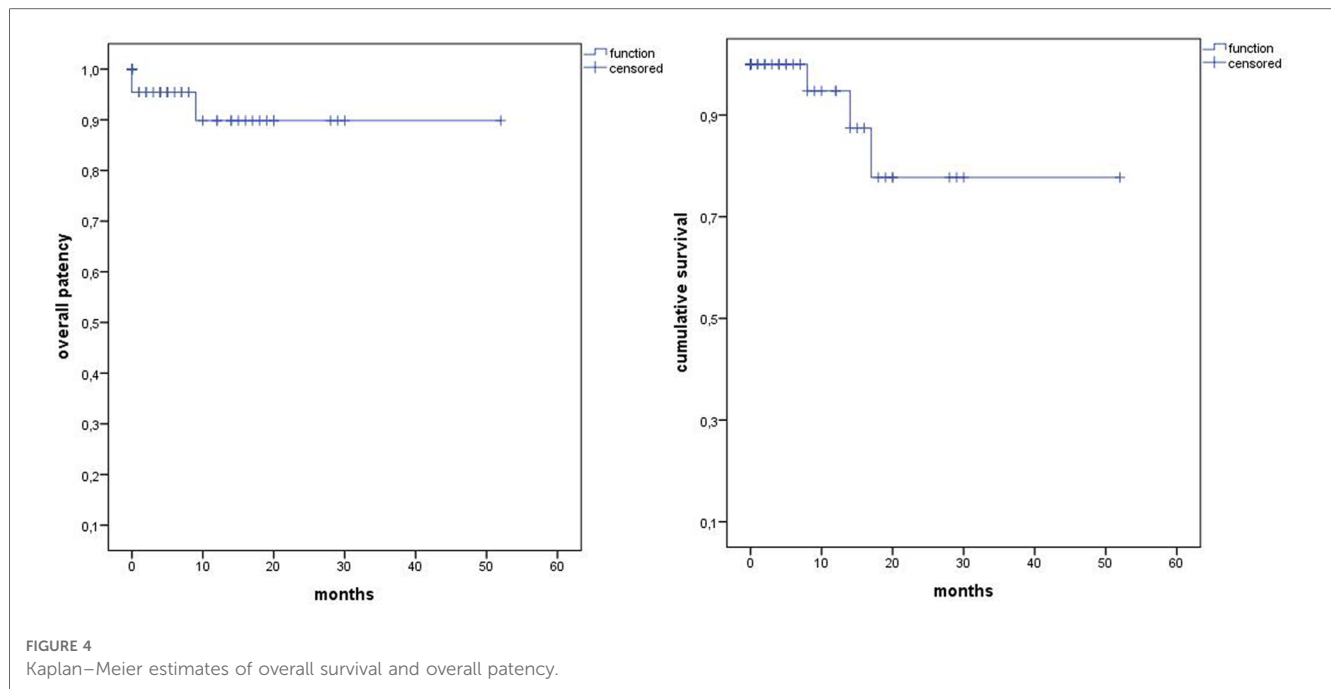 function
censored
1,0
0,9
0,8
0,7
0,6
0,5
0,4
0,3
0,2
0,1
overall patency
0 10 20 30 40 50 60
months
function
censored
0,9
0,7
0,5
0,3
0,1
cumulative survival
0 10 20 30 40 50 60
months
FIGURE 4
Kaplan–Meier estimates of overall survival and overall patency.